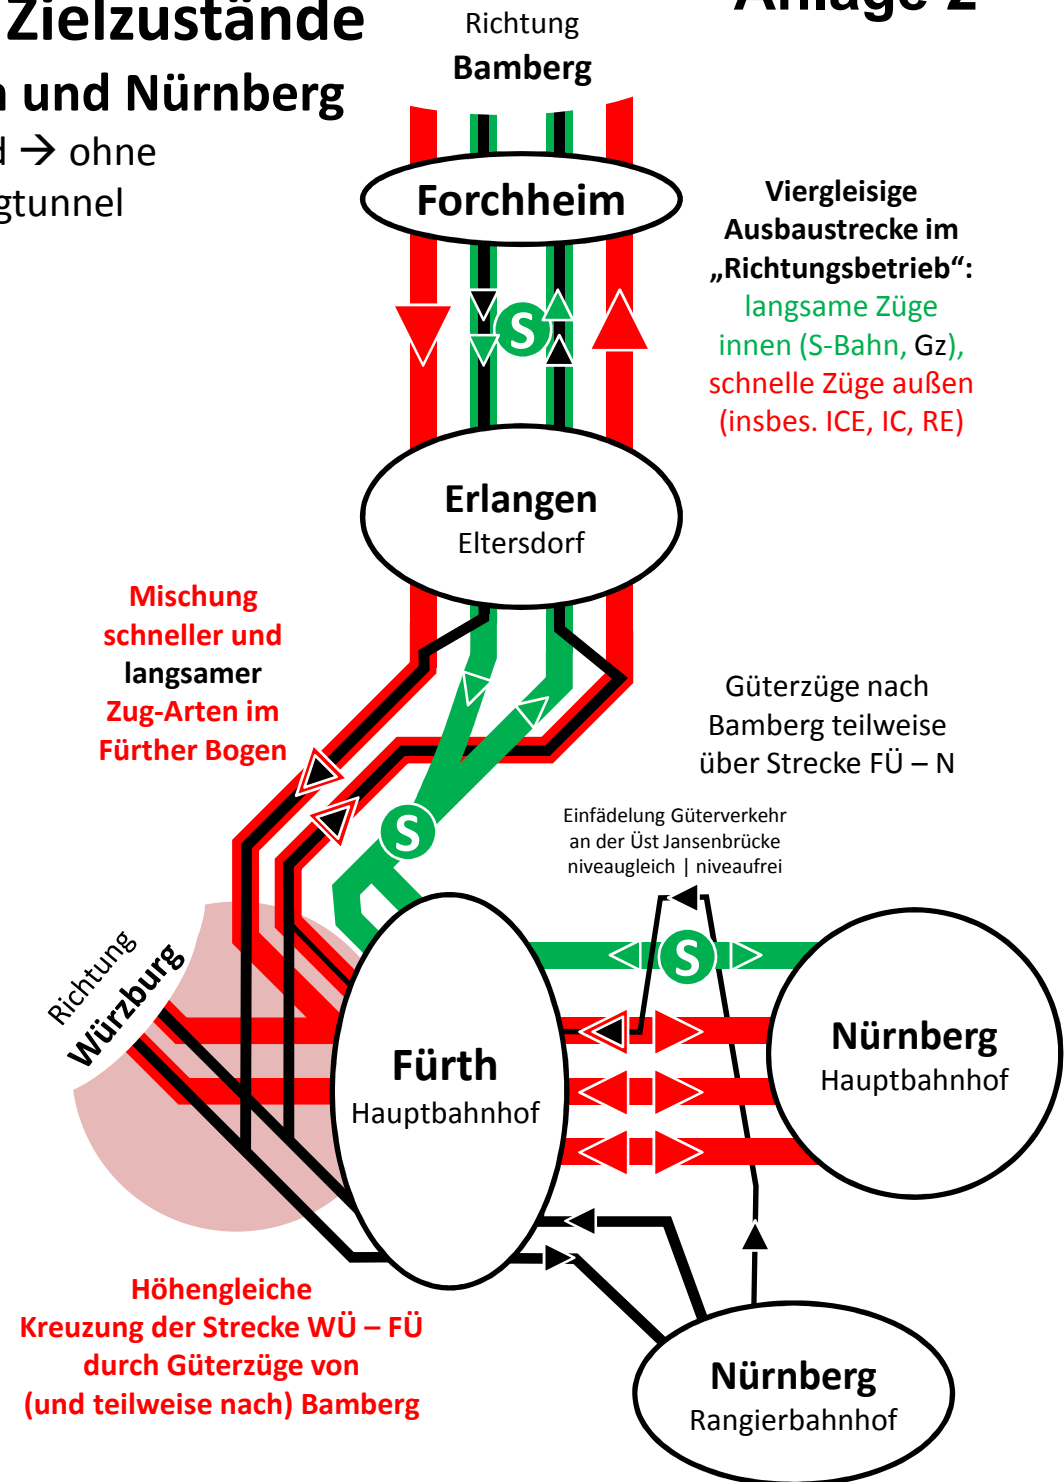 Zielzustände
und Nürnberg
→ ohne
gtunnel
Anlage 2
Richtung
Bamberg
Forchheim
Viergleisige
Ausbaustrecke im
„Richtungsbetrieb“:
langsame Züge
innen (S-Bahn, Gz),
schnelle Züge außen
(insbes. ICE, IC, RE)
S
Erlangen
Eltersdorf
Mischung
schneller und
langsamer
Zug-Arten im
Fürther Bogen
Güterzüge nach
Bamberg teilweise
über Strecke FÜ – N
Einfädelung Güterverkehr
an der Üst Jansenbrücke
niveaugleich | niveaufrei
S
S
Richtung
Würzburg
Fürth
Hauptbahnhof
Nürnberg
Hauptbahnhof
Höhengleiche
Kreuzung der Strecke WÜ – FÜ
durch Güterzüge von
(und teilweise nach) Bamberg
Nürnberg
Rangierbahnhof